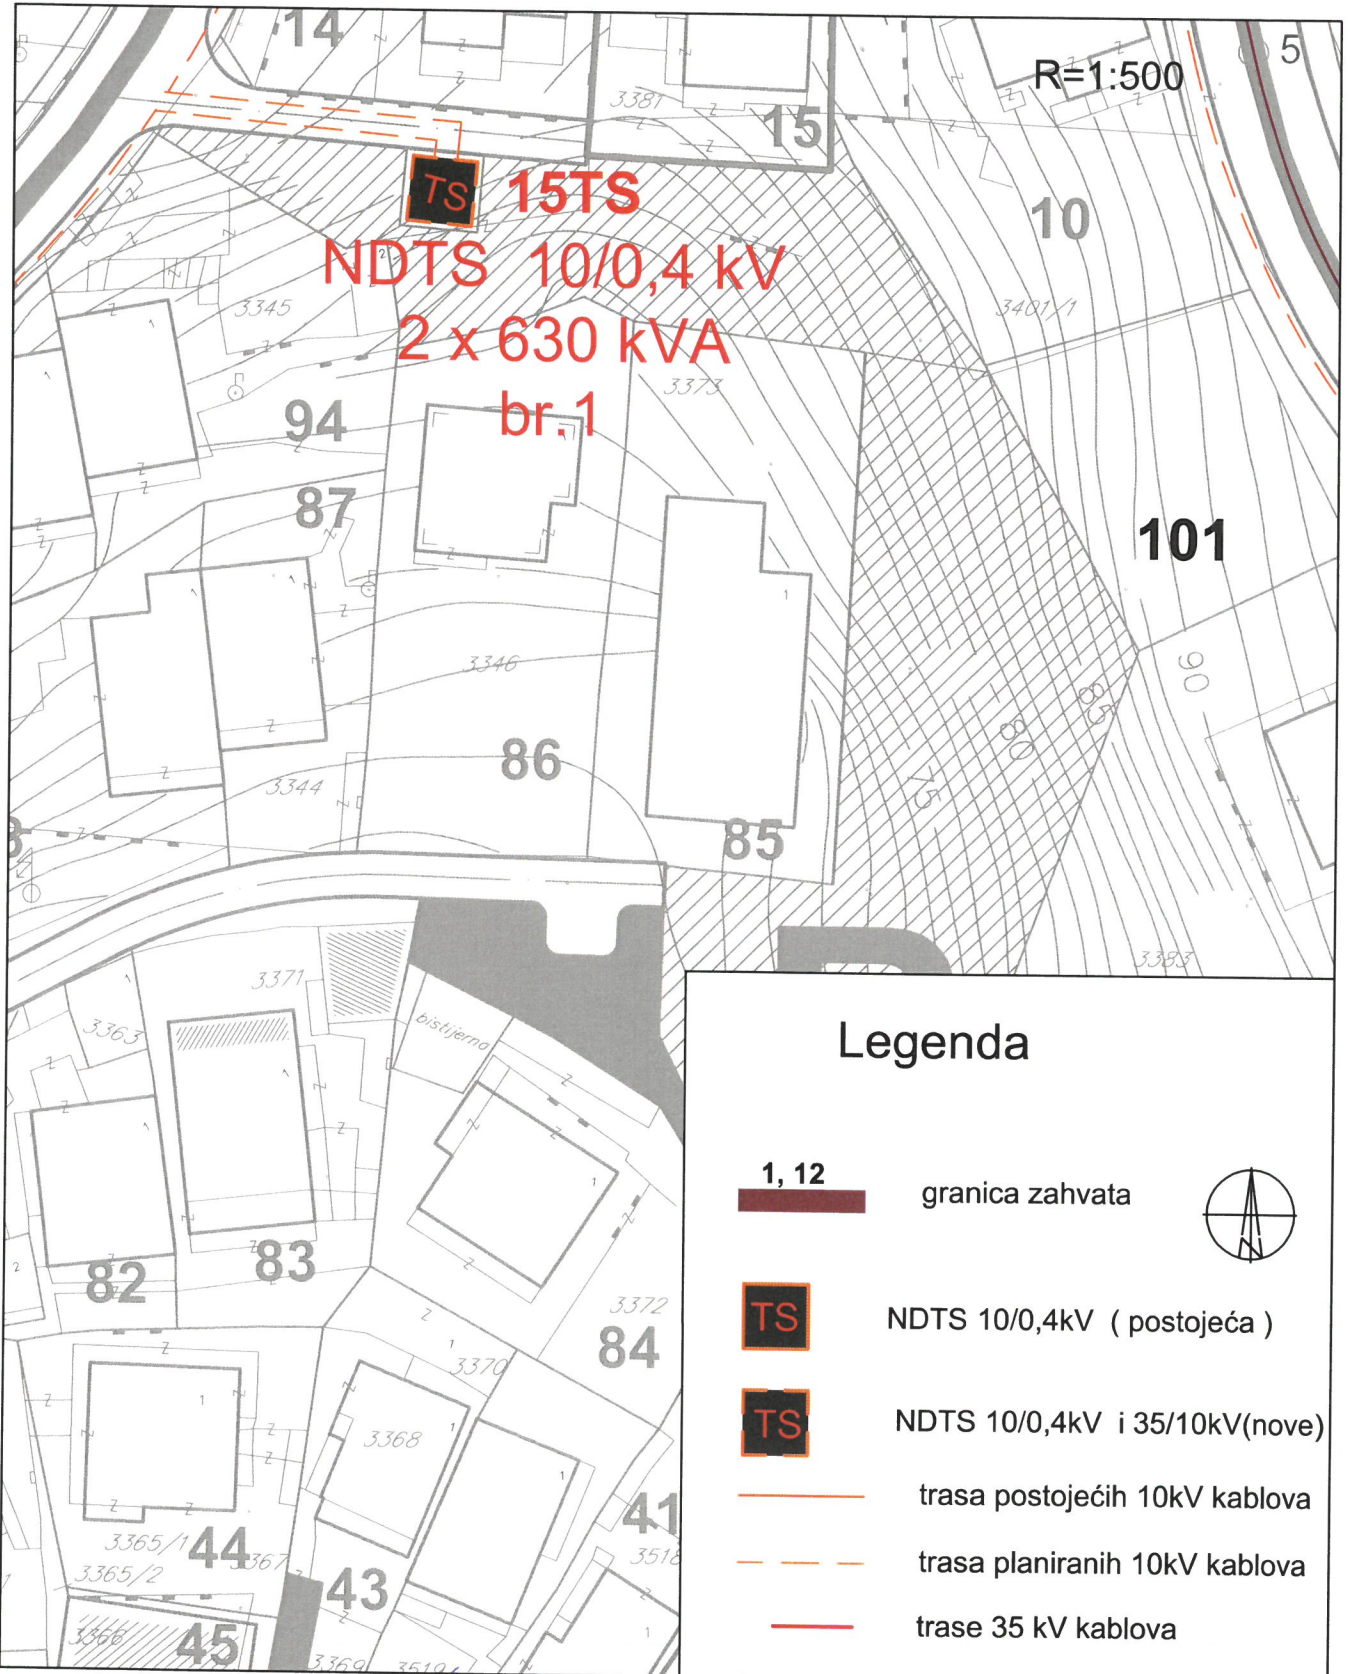 14
5
R=1:500
3381
15
TS
15TS
10
NDTS 10/0,4 kV
2
3345
3401/1
2 x 630 kVA
3373
br.1
94
87
101
3346
90
85
80
75
86
3344
85
3383
3371
3363
bistijerna
Legenda
1, 12
granica zahvata
N
82
83
TS
NDTS 10/0,4kV ( postojeća )
3372
84
3370
TS
NDTS 10/0,4kV i 35/10kV(nove)
3368
trasa postojećih 10kV kablova
41
3365/1
44
3367
3518
trasa planiranih 10kV kablova
3365/2
43
trase 35 kV kablova
3366
45
3369